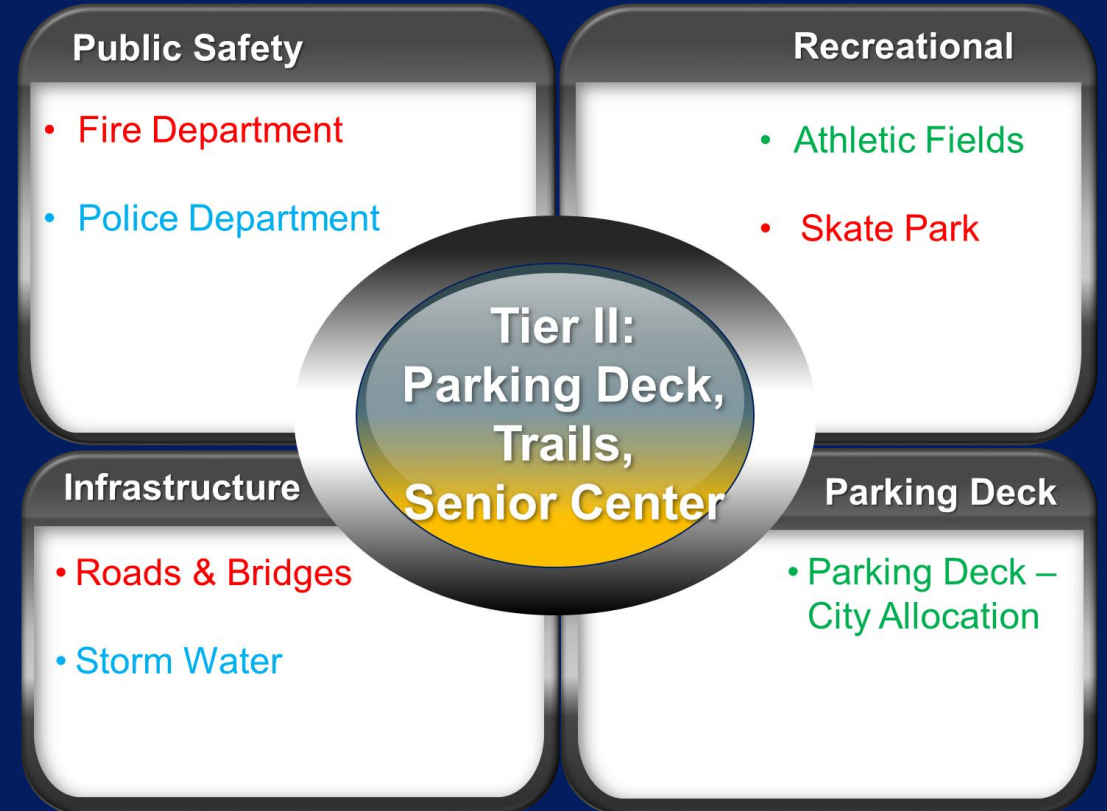 Public Safety
• Fire Department
• Police Department
Recreational
• Athletic Fields
• Skate Park
Tier II:
Parking Deck,
Trails,
Senior Center
Infrastructure
• Roads & Bridges
• Storm Water
Parking Deck
• Parking Deck –
City Allocation